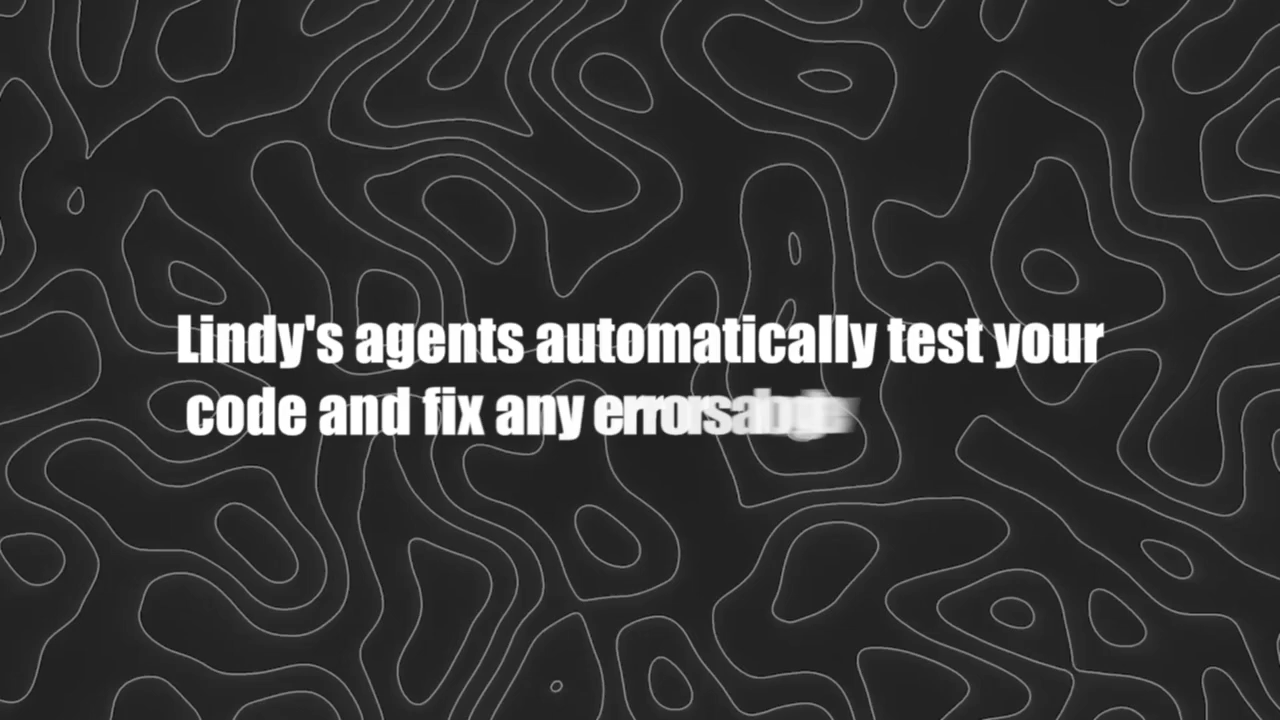 Lindy's agents automatically test your
code and fix any errors